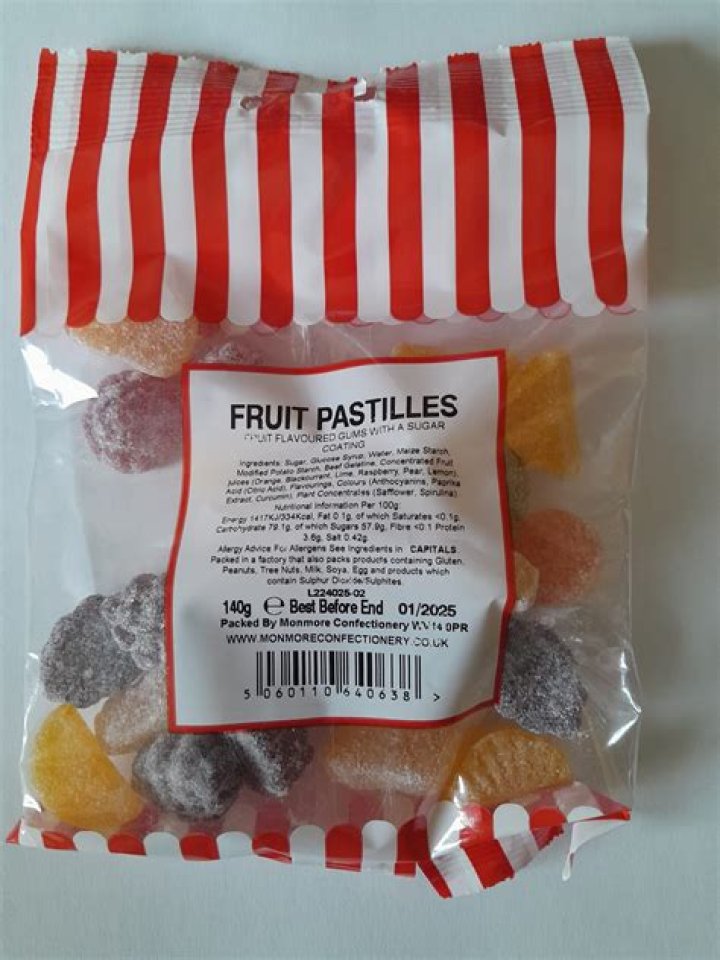 FRUIT PASTILLES
FRUIT FLAVOURED GUMS WITH A SUGAR
COATING
Ingredients: Sugar, Glucose Syrup, Water, Maize Starch,
Modified Potato Starch, Beef Gelatine, Concentrated Fruit
Juices (Orange, Blackcurrant, Lime, Raspberry, Pear, Lemon),
Acid (Citric Acid), Flavourings, Colours (Anthocyanins, Paprika
Extract, Curcumin), Plant Concentrates (Safflower, Spirulina)
Nutritional Information Per 100g:
Energy 1417KJ/334Kcal, Fat 0.1g, of which Saturates <0.1g,
Carbohydrate 79.1g, of which Sugars 57.9g, Fibre <0.1 Protein
3.6g, Salt 0.42g.
Allergy Advice For Allergens See Ingredients in CAPITALS.
Packed in a factory that also packs products containing Gluten,
Peanuts, Tree Nuts, Milk, Soya, Egg and products which
contain Sulphur Dioxide/Sulphites.
L224025-02
140g ℮ Best Before End 01/2025
Packed By Monmore Confectionery WV14 0PR
WWW.MONMORECONFECTIONERY.CO.UK
5 060110 640638 >